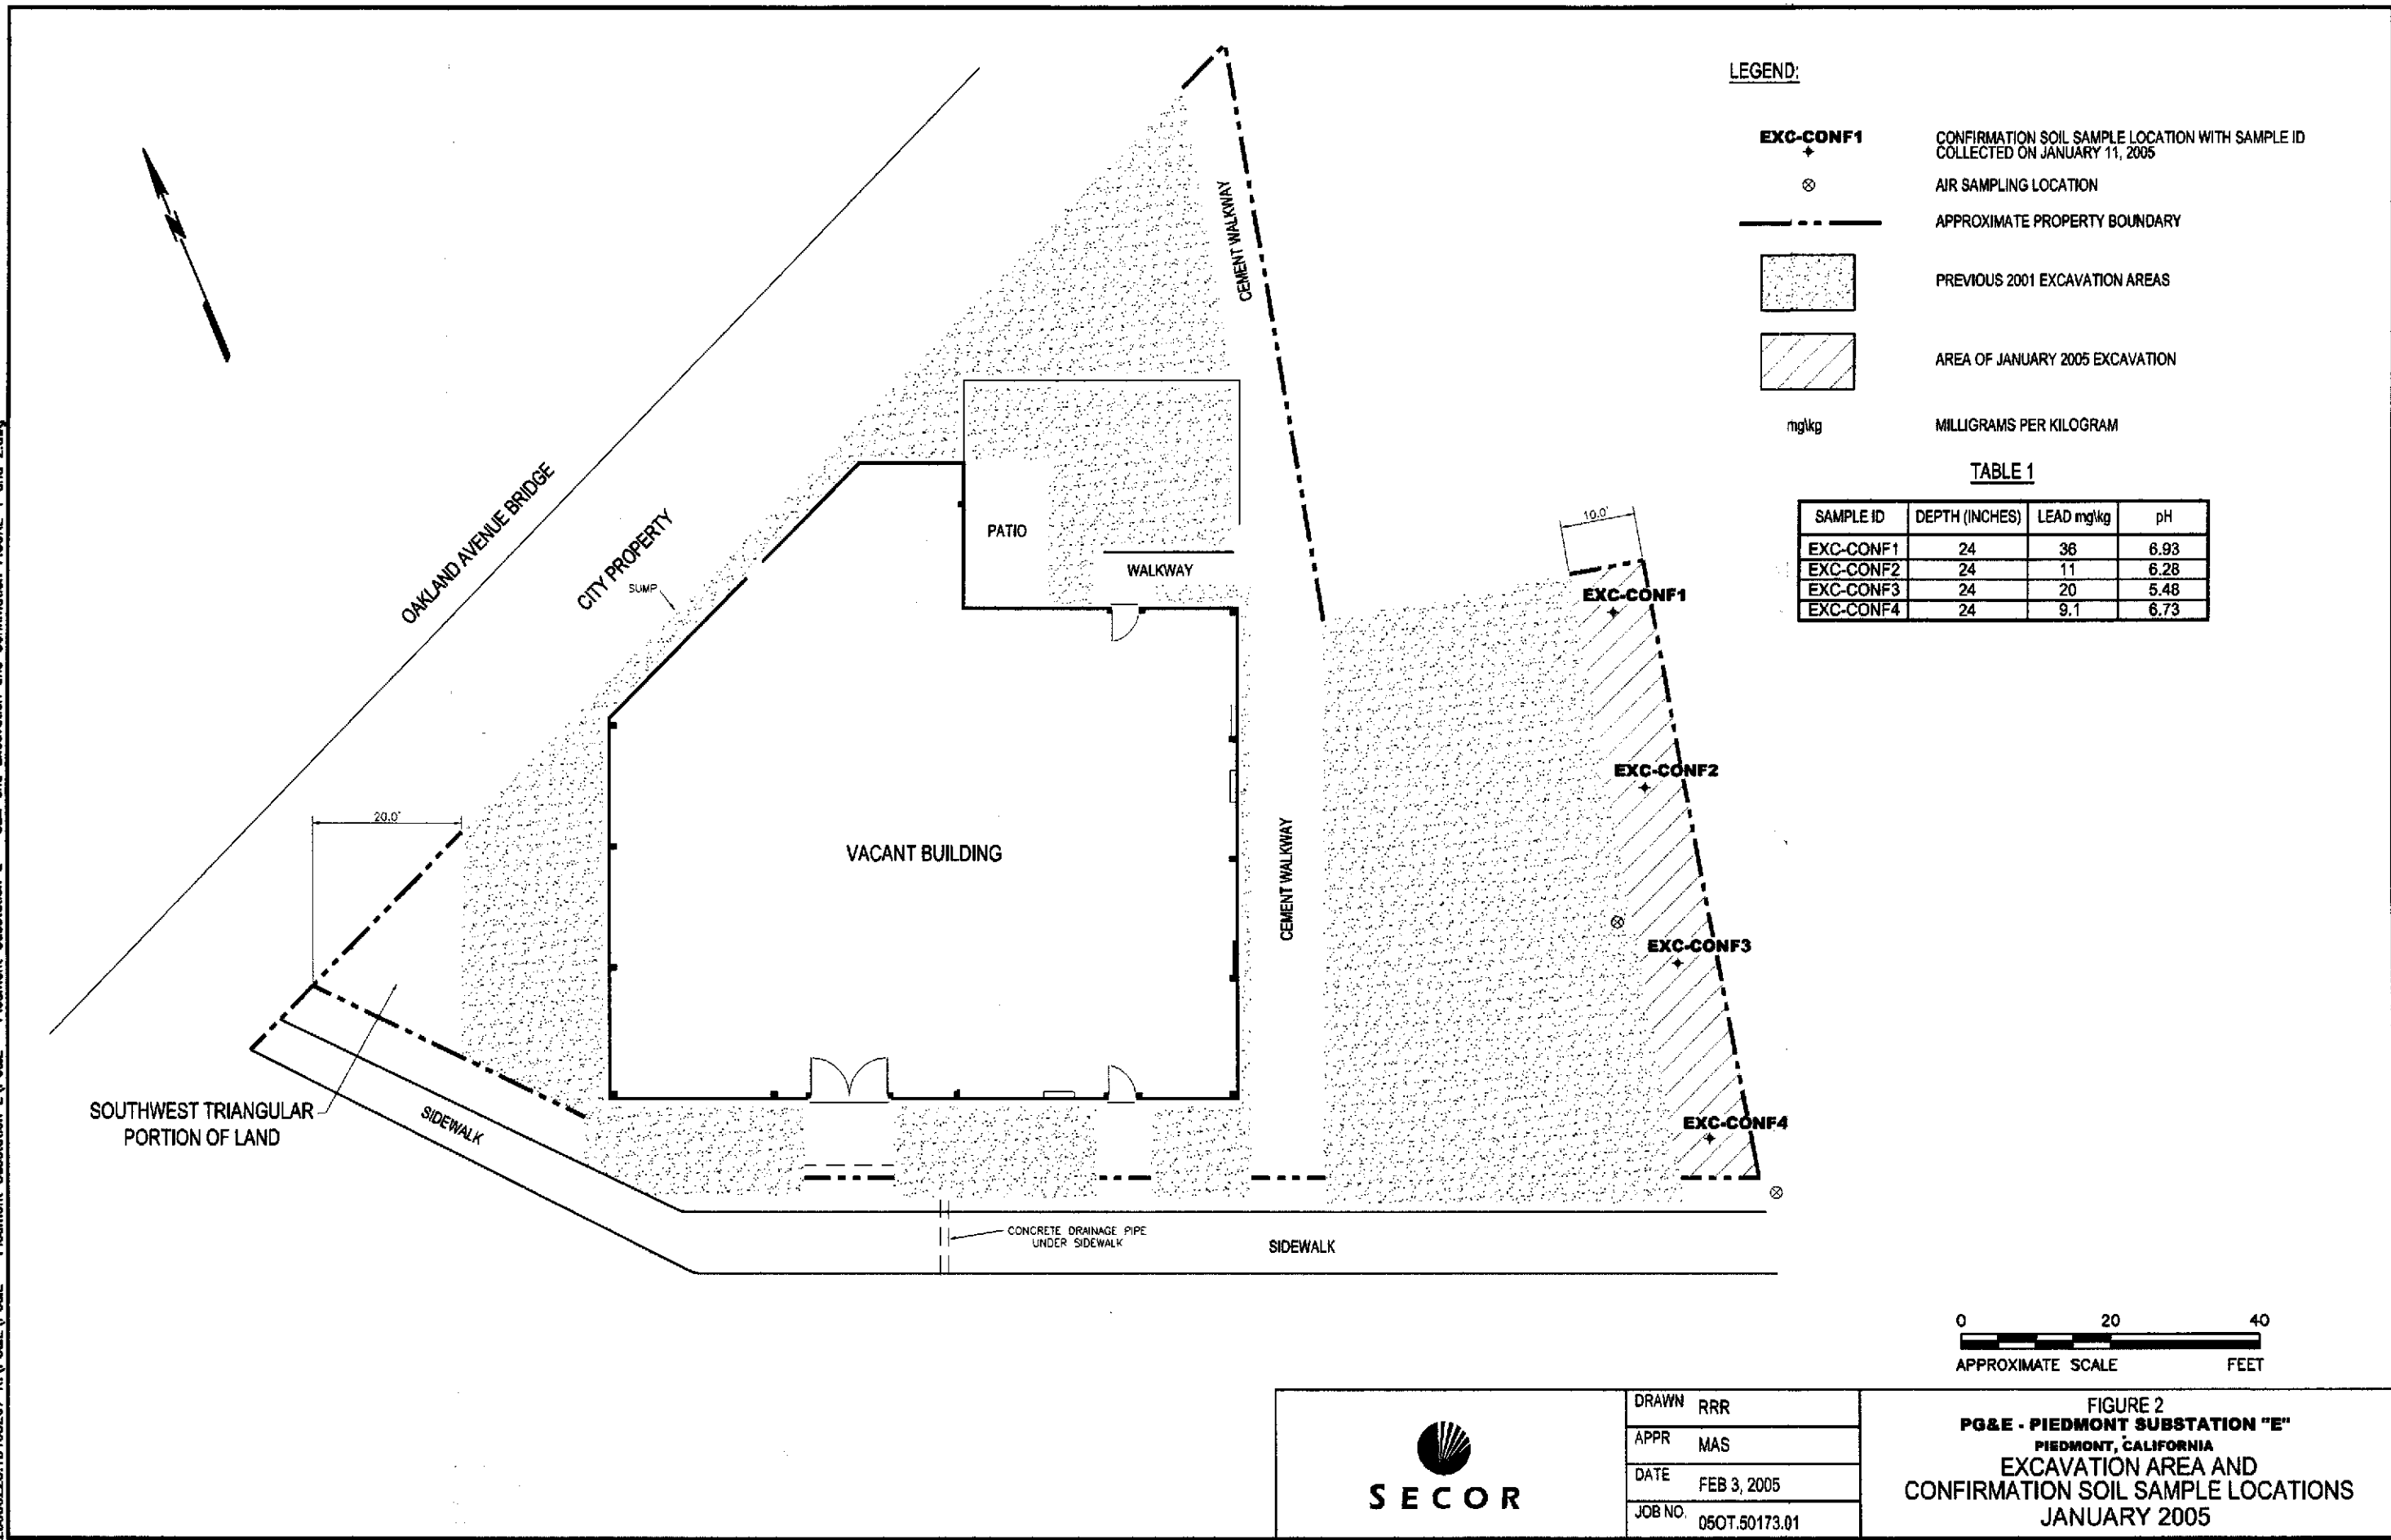 LEGEND:
EXC-CONF1
CONFIRMATION SOIL SAMPLE LOCATION WITH SAMPLE ID
COLLECTED ON JANUARY 11, 2005
AIR SAMPLING LOCATION
APPROXIMATE PROPERTY BOUNDARY
PREVIOUS 2001 EXCAVATION AREAS
AREA OF JANUARY 2005 EXCAVATION
mg\kg MILLIGRAMS PER KILOGRAM
TABLE 1
SAMPLE ID DEPTH (INCHES) LEAD mg\kg pH
EXC-CONF1 24 36 6.93
EXC-CONF2 24 11 6.28
EXC-CONF3 24 20 5.48
EXC-CONF4 24 9.1 6.73
CEMENT WALKWAY
OAKLAND AVENUE BRIDGE
CITY PROPERTY
SUMP
PATIO
WALKWAY
10.0'
EXC-CONF1
EXC-CONF2
EXC-CONF3
EXC-CONF4
20.0'
VACANT BUILDING
CEMENT WALKWAY
SOUTHWEST TRIANGULAR
PORTION OF LAND
SIDEWALK
CONCRETE DRAINAGE PIPE
UNDER SIDEWALK
SIDEWALK
0 20 40
APPROXIMATE SCALE FEET
SECOR
DRAWN RRR
APPR MAS
DATE FEB 3, 2005
JOB NO. 05OT.50173.01
FIGURE 2
PG&E - PIEDMONT SUBSTATION "E"
PIEDMONT, CALIFORNIA
EXCAVATION AREA AND
CONFIRMATION SOIL SAMPLE LOCATIONS
JANUARY 2005